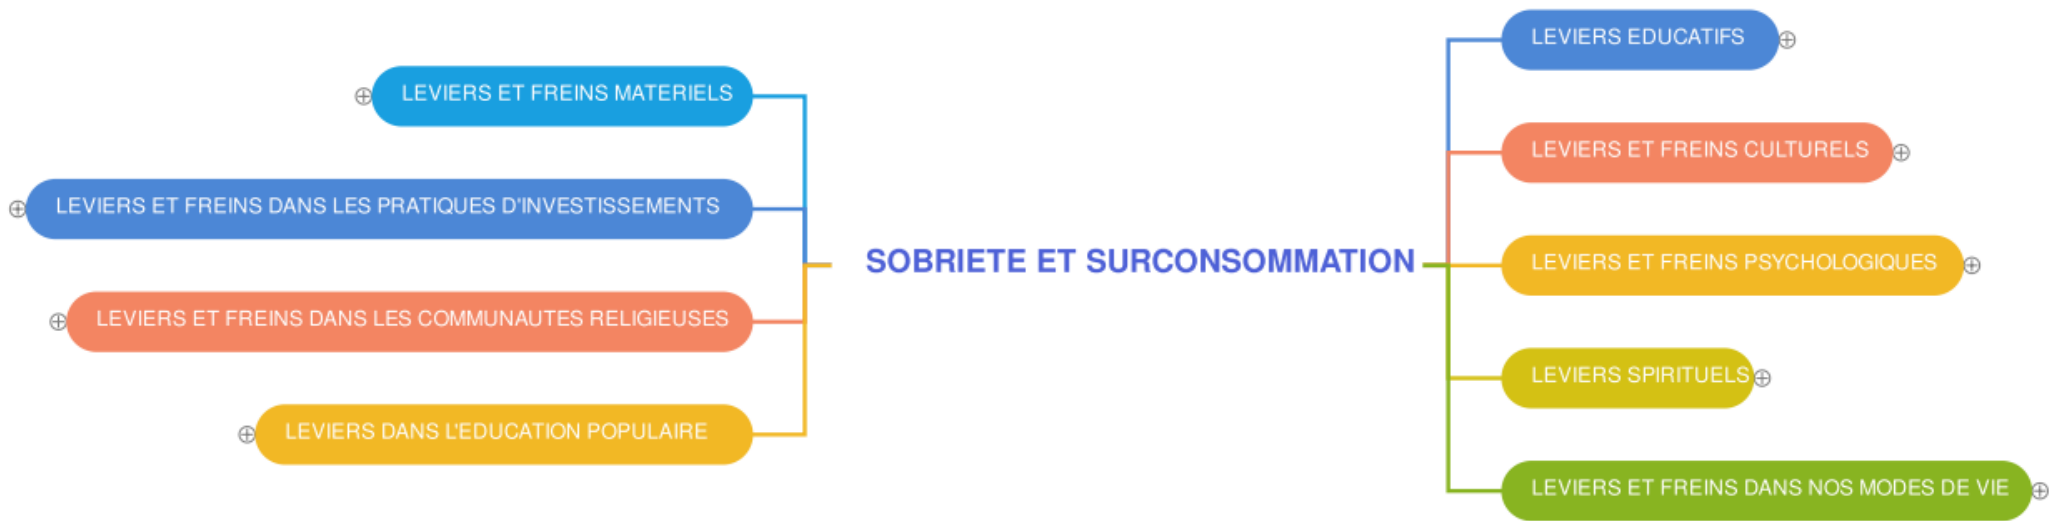 LEVIERS EDUCATIFS
LEVIERS ET FREINS MATERIELS
LEVIERS ET FREINS CULTURELS
LEVIERS ET FREINS DANS LES PRATIQUES D'INVESTISSEMENTS
SOBRIETE ET SURCONSOMMATION
LEVIERS ET FREINS PSYCHOLOGIQUES
LEVIERS ET FREINS DANS LES COMMUNAUTES RELIGIEUSES
LEVIERS SPIRITUELS
LEVIERS DANS L'EDUCATION POPULAIRE
LEVIERS ET FREINS DANS NOS MODES DE VIE